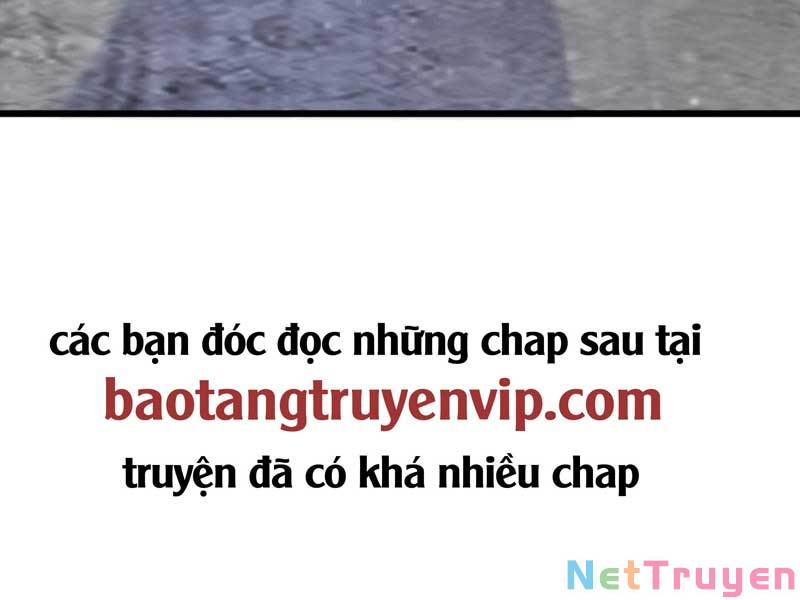 các bạn đóc đọc những chap sau tại
baotangtruyenvip.com
truyện đã có khá nhiều chap
NetTruyen